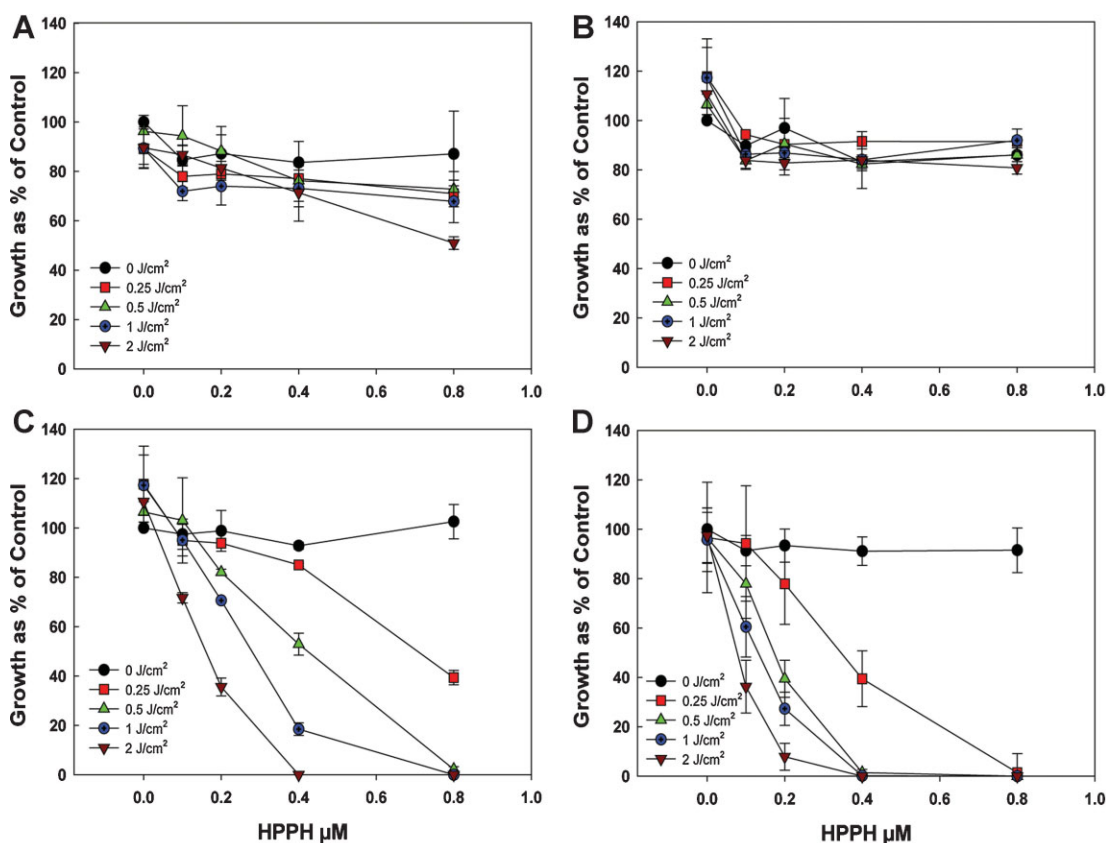 A
Growth as % of Control
140
120
100
80
60
40
20
0
0 J/cm²
0.25 J/cm²
0.5 J/cm²
1 J/cm²
2 J/cm²
0.0 0.2 0.4 0.6 0.8 1.0
B
Growth as % of Control
140
120
100
80
60
40
20
0
0 J/cm²
0.25 J/cm²
0.5 J/cm²
1 J/cm²
2 J/cm²
0.0 0.2 0.4 0.6 0.8 1.0
C
Growth as % of Control
140
120
100
80
60
40
20
0
0 J/cm²
0.25 J/cm²
0.5 J/cm²
1 J/cm²
2 J/cm²
0.0 0.2 0.4 0.6 0.8 1.0
HPPH µM
D
Growth as % of Control
140
120
100
80
60
40
20
0
0 J/cm²
0.25 J/cm²
0.5 J/cm²
1 J/cm²
2 J/cm²
0.0 0.2 0.4 0.6 0.8 1.0
HPPH µM